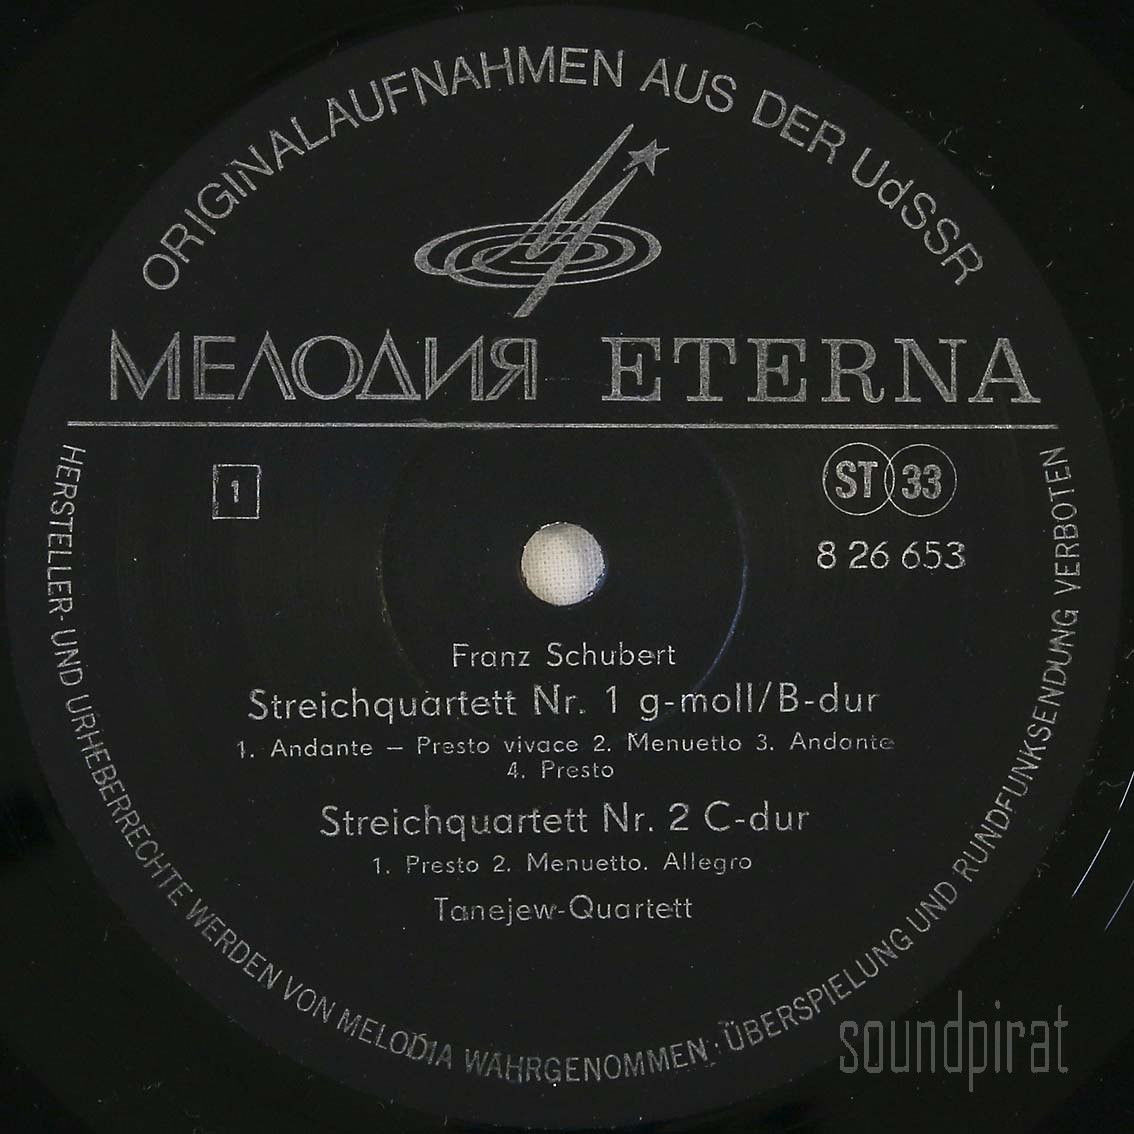 ORIGINALAUFNAHMEN AUS DER UdSSR
МЕЛОДИЯ ETERNA
1
ST 33
8 26 653
Franz Schubert
Streichquartett Nr. 1 g-moll/B-dur
1. Andante – Presto vivace 2. Menuetto 3. Andante
4. Presto
Streichquartett Nr. 2 C-dur
1. Presto 2. Menuetto. Allegro
Tanejew-Quartett
HERSTELLER- UND URHEBERRECHTE WERDEN VON MELODIA WAHRGENOMMEN; ÜBERSPIELUNG UND RUNDFUNKSENDUNG VERBOTEN
soundpirat